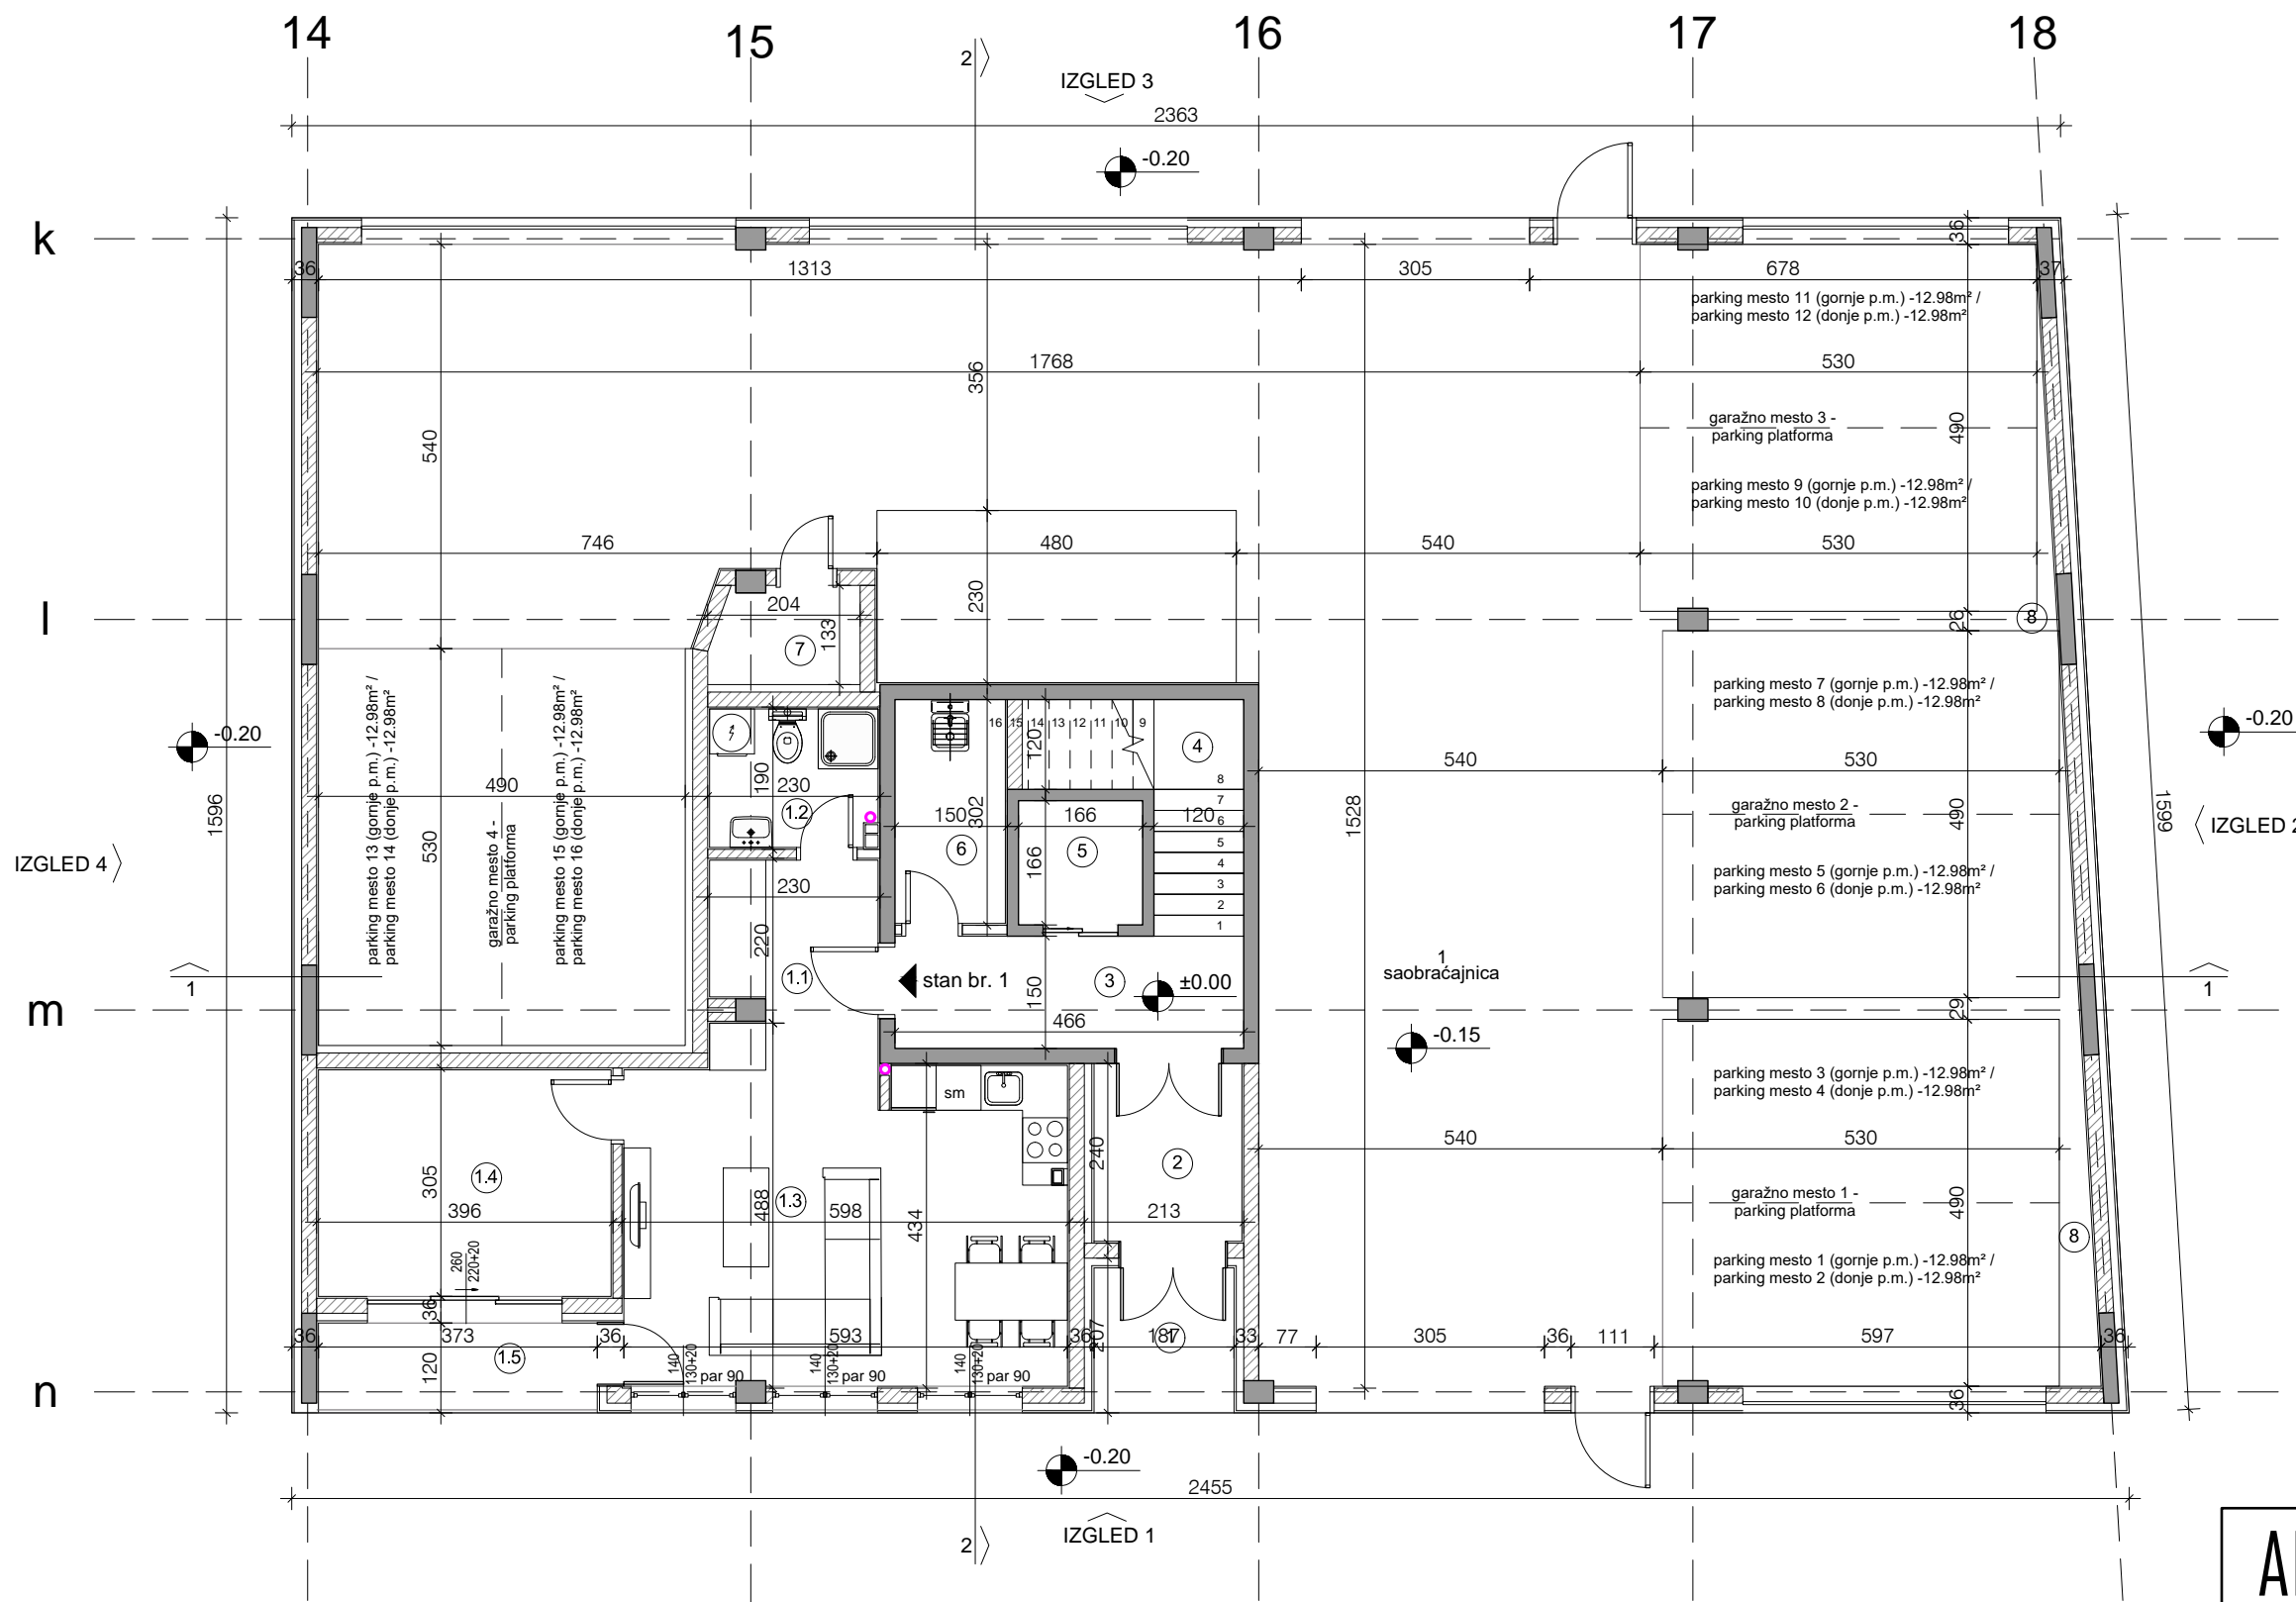 14
15
16
17
18
2
IZGLED 3
2363
-0.20
k
36
1313
305
678
37
36
parking mesto 11 (gornje p.m.) -12.98m² /
parking mesto 12 (donje p.m.) -12.98m²
1768
530
356
540
garažno mesto 3 -
parking platforma
490
parking mesto 9 (gornje p.m.) -12.98m² /
parking mesto 10 (donje p.m.) -12.98m²
746
480
540
530
230
204
133
7
l
26
8
parking mesto 7 (gornje p.m.) -12.98m² /
parking mesto 8 (donje p.m.) -12.98m²
-0.20
-0.20
1596
1599
IZGLED 4
IZGLED 2
parking mesto 13 (gornje p.m.) -12.98m² /
parking mesto 14 (donje p.m.) -12.98m²
490
garažno mesto 4 -
parking platforma
parking mesto 15 (gornje p.m.) -12.98m² /
parking mesto 16 (donje p.m.) -12.98m²
530
190
230
1.2
16 15 14 13 12 11 10 9
120
4
8
7
6
5
4
3
2
1
150
302
166
120
6
166
5
1528
540
530
garažno mesto 2 -
parking platforma
490
parking mesto 5 (gornje p.m.) -12.98m² /
parking mesto 6 (donje p.m.) -12.98m²
230
220
1.1
stan br. 1
3
±0.00
150
466
1
saobraćajnica
-0.15
1
1
m
29
parking mesto 3 (gornje p.m.) -12.98m² /
parking mesto 4 (donje p.m.) -12.98m²
sm
540
530
240
2
1.4
305
396
1.3
488
598
434
213
garažno mesto 1 -
parking platforma
490
8
parking mesto 1 (gornje p.m.) -12.98m² /
parking mesto 2 (donje p.m.) -12.98m²
260
220+20
36
36
373
36
593
36
187
207
33
77
305
36
111
597
36
1.5
120
140
130+20
par 90
140
130+20
par 90
140
130+20
par 90
n
36
-0.20
2455
2
IZGLED 1